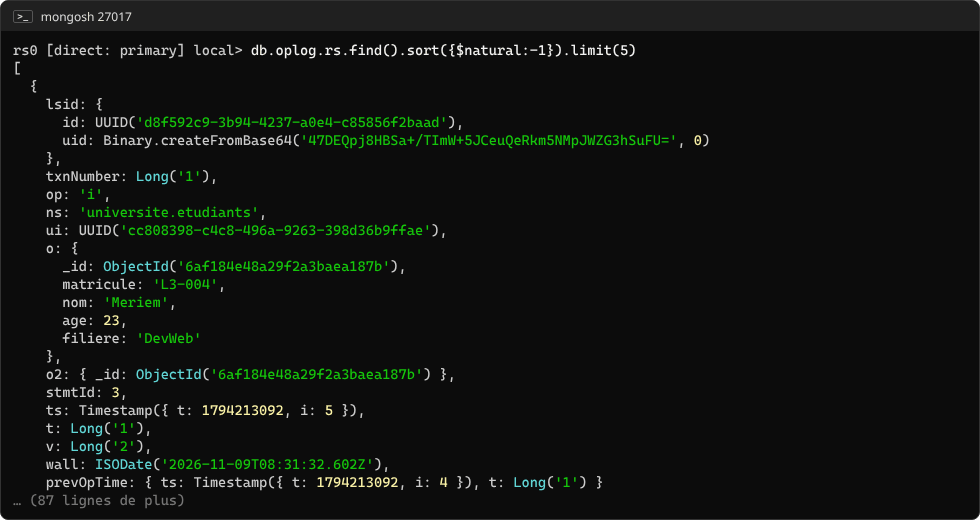 >_ mongosh 27017
rs0 [direct: primary] local> db.oplog.rs.find().sort({$natural:-1}).limit(5)
[
  {
    lsid: {
      id: UUID('d8f592c9-3b94-4237-a0e4-c85856f2baad'),
      uid: Binary.createFromBase64('47DEQpj8HBSa+/TImW+5JCeuQeRkm5NMpJWZG3hSuFU=', 0)
    },
    txnNumber: Long('1'),
    op: 'i',
    ns: 'universite.etudiants',
    ui: UUID('cc808398-c4c8-496a-9263-398d36b9ffae'),
    o: {
      _id: ObjectId('6af184e48a29f2a3baea187b'),
      matricule: 'L3-004',
      nom: 'Meriem',
      age: 23,
      filiere: 'DevWeb'
    },
    o2: { _id: ObjectId('6af184e48a29f2a3baea187b') },
    stmtId: 3,
    ts: Timestamp({ t: 1794213092, i: 5 }),
    t: Long('1'),
    v: Long('2'),
    wall: ISODate('2026-11-09T08:31:32.602Z'),
    prevOpTime: { ts: Timestamp({ t: 1794213092, i: 4 }), t: Long('1') }
… (87 lignes de plus)